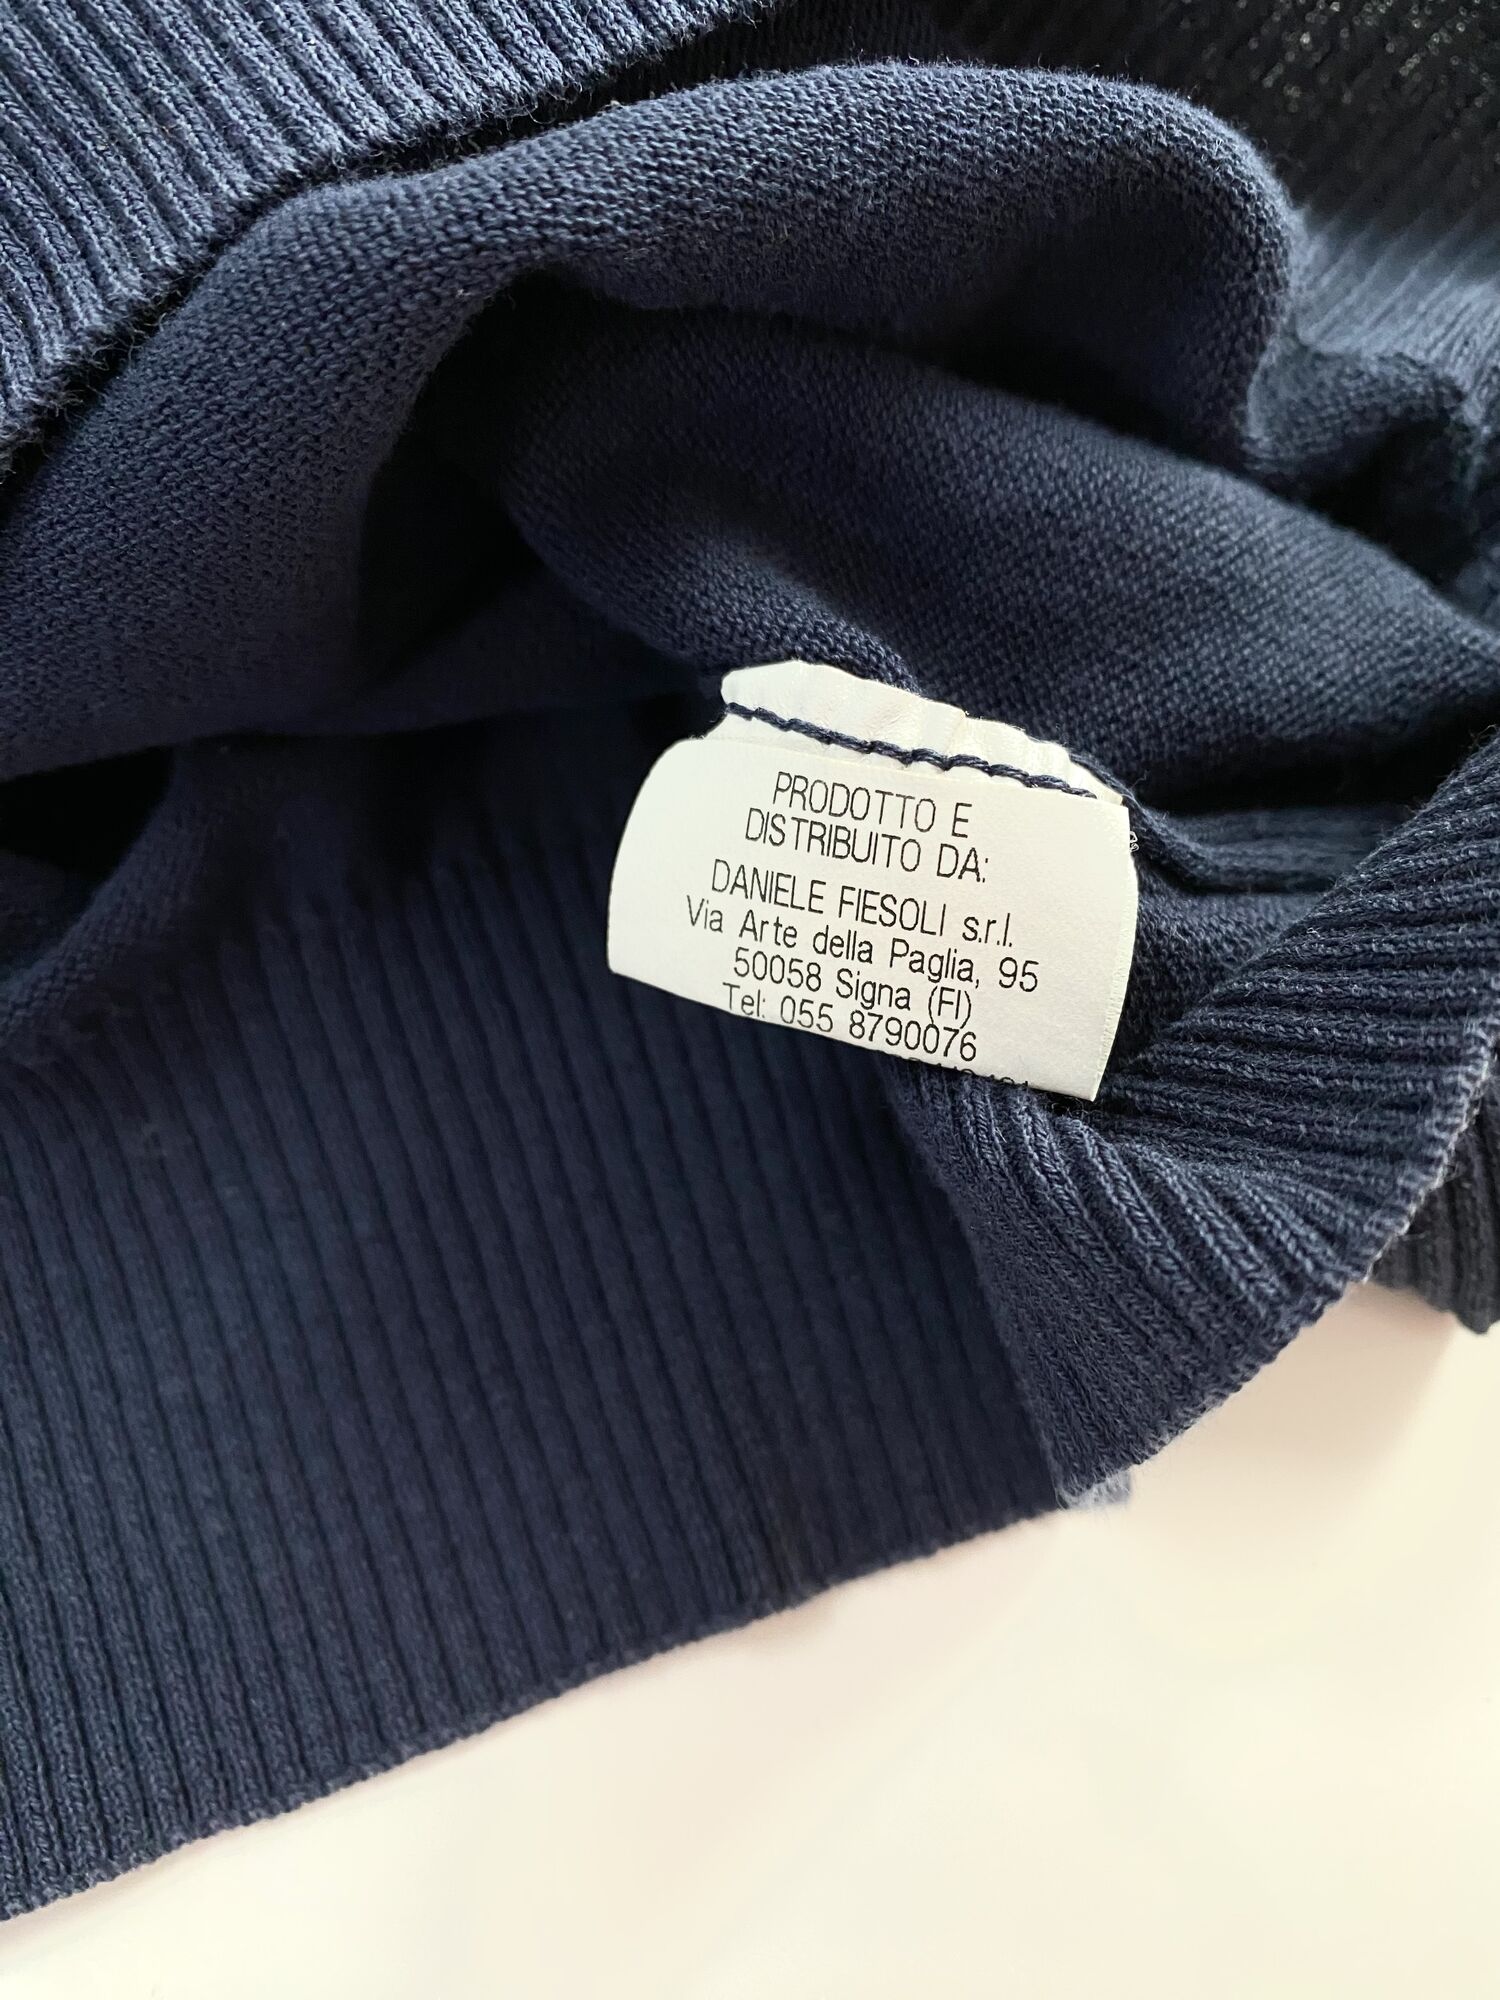 PRODOTTO E
DISTRIBUITO DA:
DANIELE FIESOLI s.r.l.
Via Arte della Paglia, 95
50058 Signa (FI)
Tel: 055 8790076